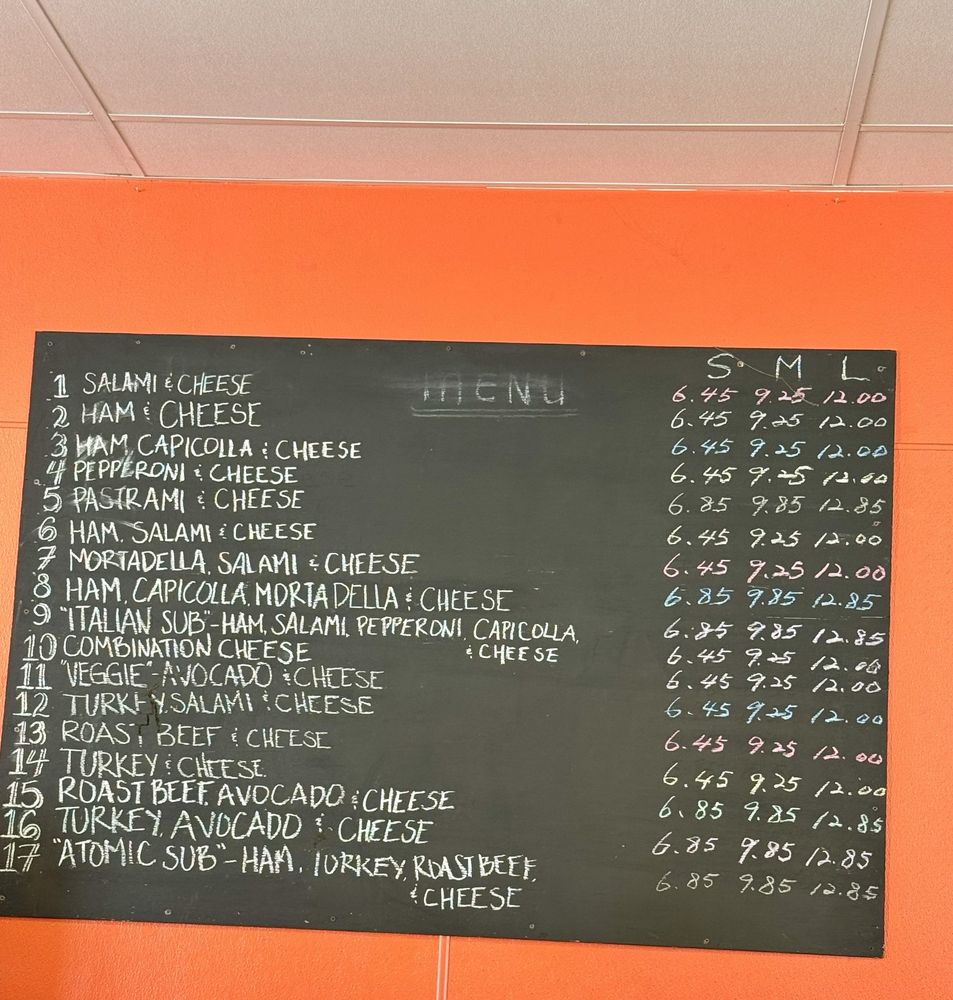 MENU S M L
1 SALAMI & CHEESE 6.45 9.25 12.00
2 HAM & CHEESE 6.45 9.25 12.00
3 HAM, CAPICOLLA & CHEESE 6.45 9.25 12.00
4 PEPPERONI & CHEESE 6.45 9.25 12.00
5 PASTRAMI & CHEESE 6.85 9.85 12.85
6 HAM, SALAMI & CHEESE 6.45 9.25 12.00
7 MORTADELLA, SALAMI & CHEESE 6.45 9.25 12.00
8 HAM, CAPICOLLA, MORTADELLA & CHEESE 6.85 9.85 12.85
9 "ITALIAN SUB"-HAM, SALAMI, PEPPERONI, CAPICOLLA, 6.85 9.85 12.85
& CHEESE
10 COMBINATION CHEESE 6.45 9.25 12.00
11 "VEGGIE"-AVOCADO & CHEESE 6.45 9.25 12.00
12 TURKEY, SALAMI & CHEESE 6.45 9.25 12.00
13 ROAST BEEF & CHEESE 6.45 9.25 12.00
14 TURKEY & CHEESE 6.45 9.25 12.00
15 ROAST BEEF, AVOCADO & CHEESE 6.85 9.85 12.85
16 TURKEY, AVOCADO & CHEESE 6.85 9.85 12.85
17 "ATOMIC SUB"-HAM, TURKEY, ROAST BEEF, 6.85 9.85 12.85
& CHEESE